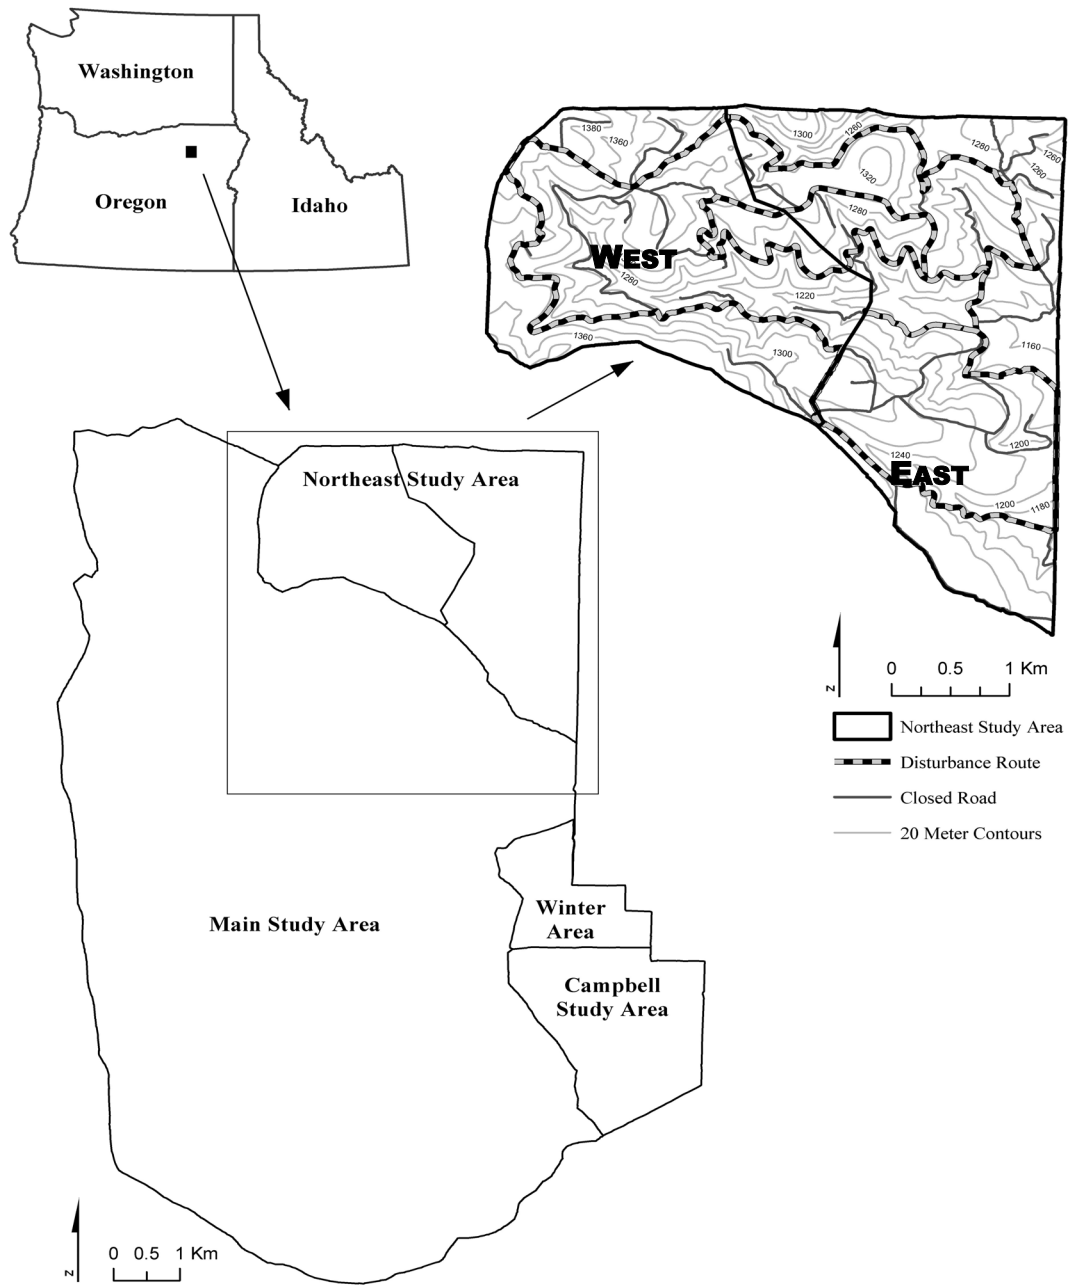 Washington
Oregon
Idaho
1380
1360
1300
1260
1320
1280
1260
1260
1280
WEST
1280
1220
1360
1300
1160
1200
1240
EAST
1200
1180
Northeast Study Area
N
0 0.5 1 Km
Northeast Study Area
Disturbance Route
Closed Road
20 Meter Contours
Main Study Area
Winter
Area
Campbell
Study Area
N
0 0.5 1 Km